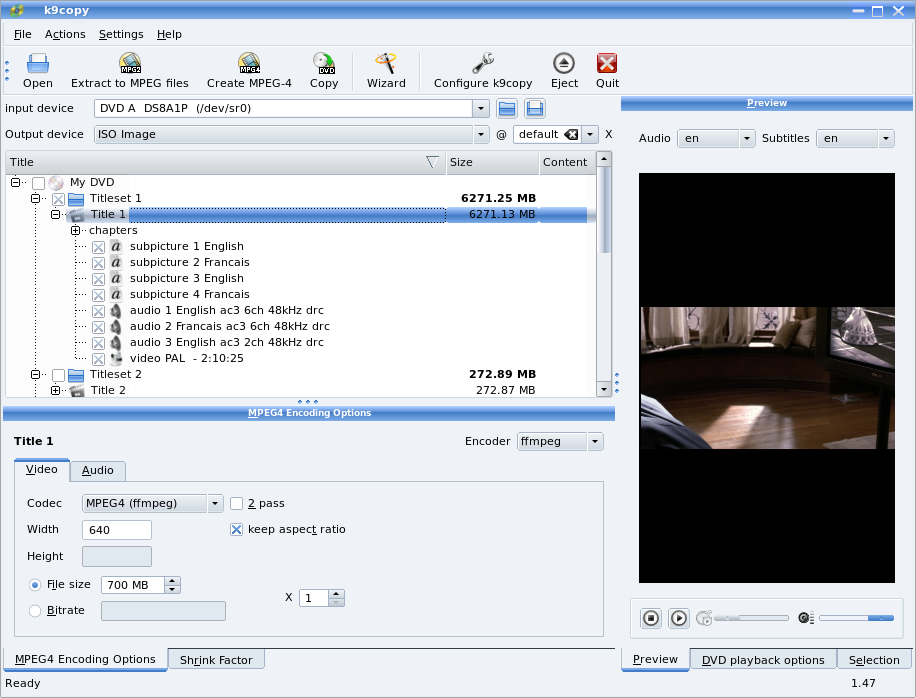 k9copy
File Actions Settings Help
MPEG2 MPEG4 DVD
Open Extract to MPEG files Create MPEG-4 Copy Wizard Configure k9copy Eject Quit
input device DVD A DS8A1P (/dev/sr0)
Output device ISO Image @ default X
Title Size Content
My DVD
Titleset 1 6271.25 MB
Title 1 6271.13 MB
chapters
a subpicture 1 English
a subpicture 2 Francais
a subpicture 3 English
a subpicture 4 Francais
audio 1 English ac3 6ch 48kHz drc
audio 2 Francais ac3 6ch 48kHz drc
audio 3 English ac3 2ch 48kHz drc
video PAL - 2:10:25
Titleset 2 272.89 MB
Title 2 272.87 MB
MPEG4 Encoding Options
Title 1 Encoder ffmpeg
Video Audio
Codec MPEG4 (ffmpeg) 2 pass
Width 640 keep aspect ratio
Height
File size 700 MB X 1
Bitrate
MPEG4 Encoding Options Shrink Factor
Preview
Audio en Subtitles en
Preview DVD playback options Selection
Ready 1.47